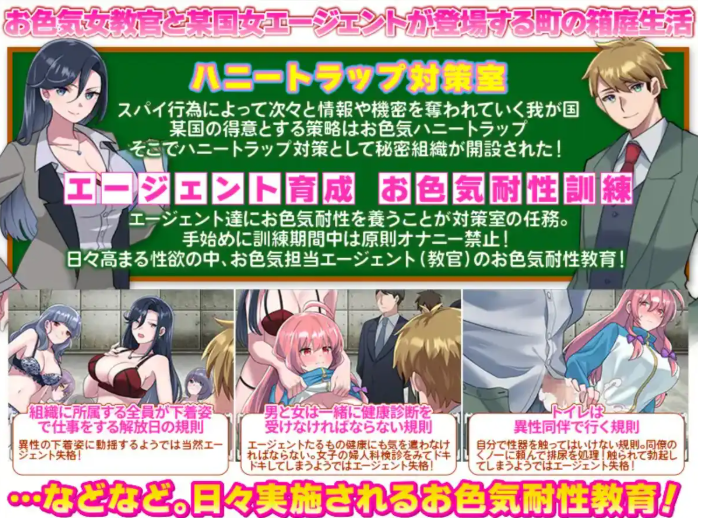 お色気女教官と某国女エージェントが登場する町の箱庭生活
ハニートラップ対策室
スパイ行為によって次々と情報や機密を奪われていく我が国
某国の得意とする策略はお色気ハニートラップ
そこでハニートラップ対策として秘密組織が開設された!
エージェント育成 お色気耐性訓練
エージェント達にお色気耐性を養うことが対策室の任務。
手始めに訓練期間中は原則オナニー禁止!
日々高まる性欲の中、お色気担当エージェント(教官)のお色気耐性教育!
組織に所属する全員が下着姿
で仕事をする解放日の規則
異性の下着姿に動揺するようでは当然エー
ジェント失格!
男と女は一緒に健康診断を
受けなければならない規則
エージェントたるもの健康にも気を遣わなけ
ればならない。女子の婦人科検診をみてドキ
ドキしてしまうようではエージェント失格!
トイレは
異性同伴で行く規則
自分で性器を触ってはいけない規則。同僚の
くノ一に頼んで排尿を処理!触られて勃起し
てしまうようではエージェント失格!
…などなど。日々実施されるお色気耐性教育!